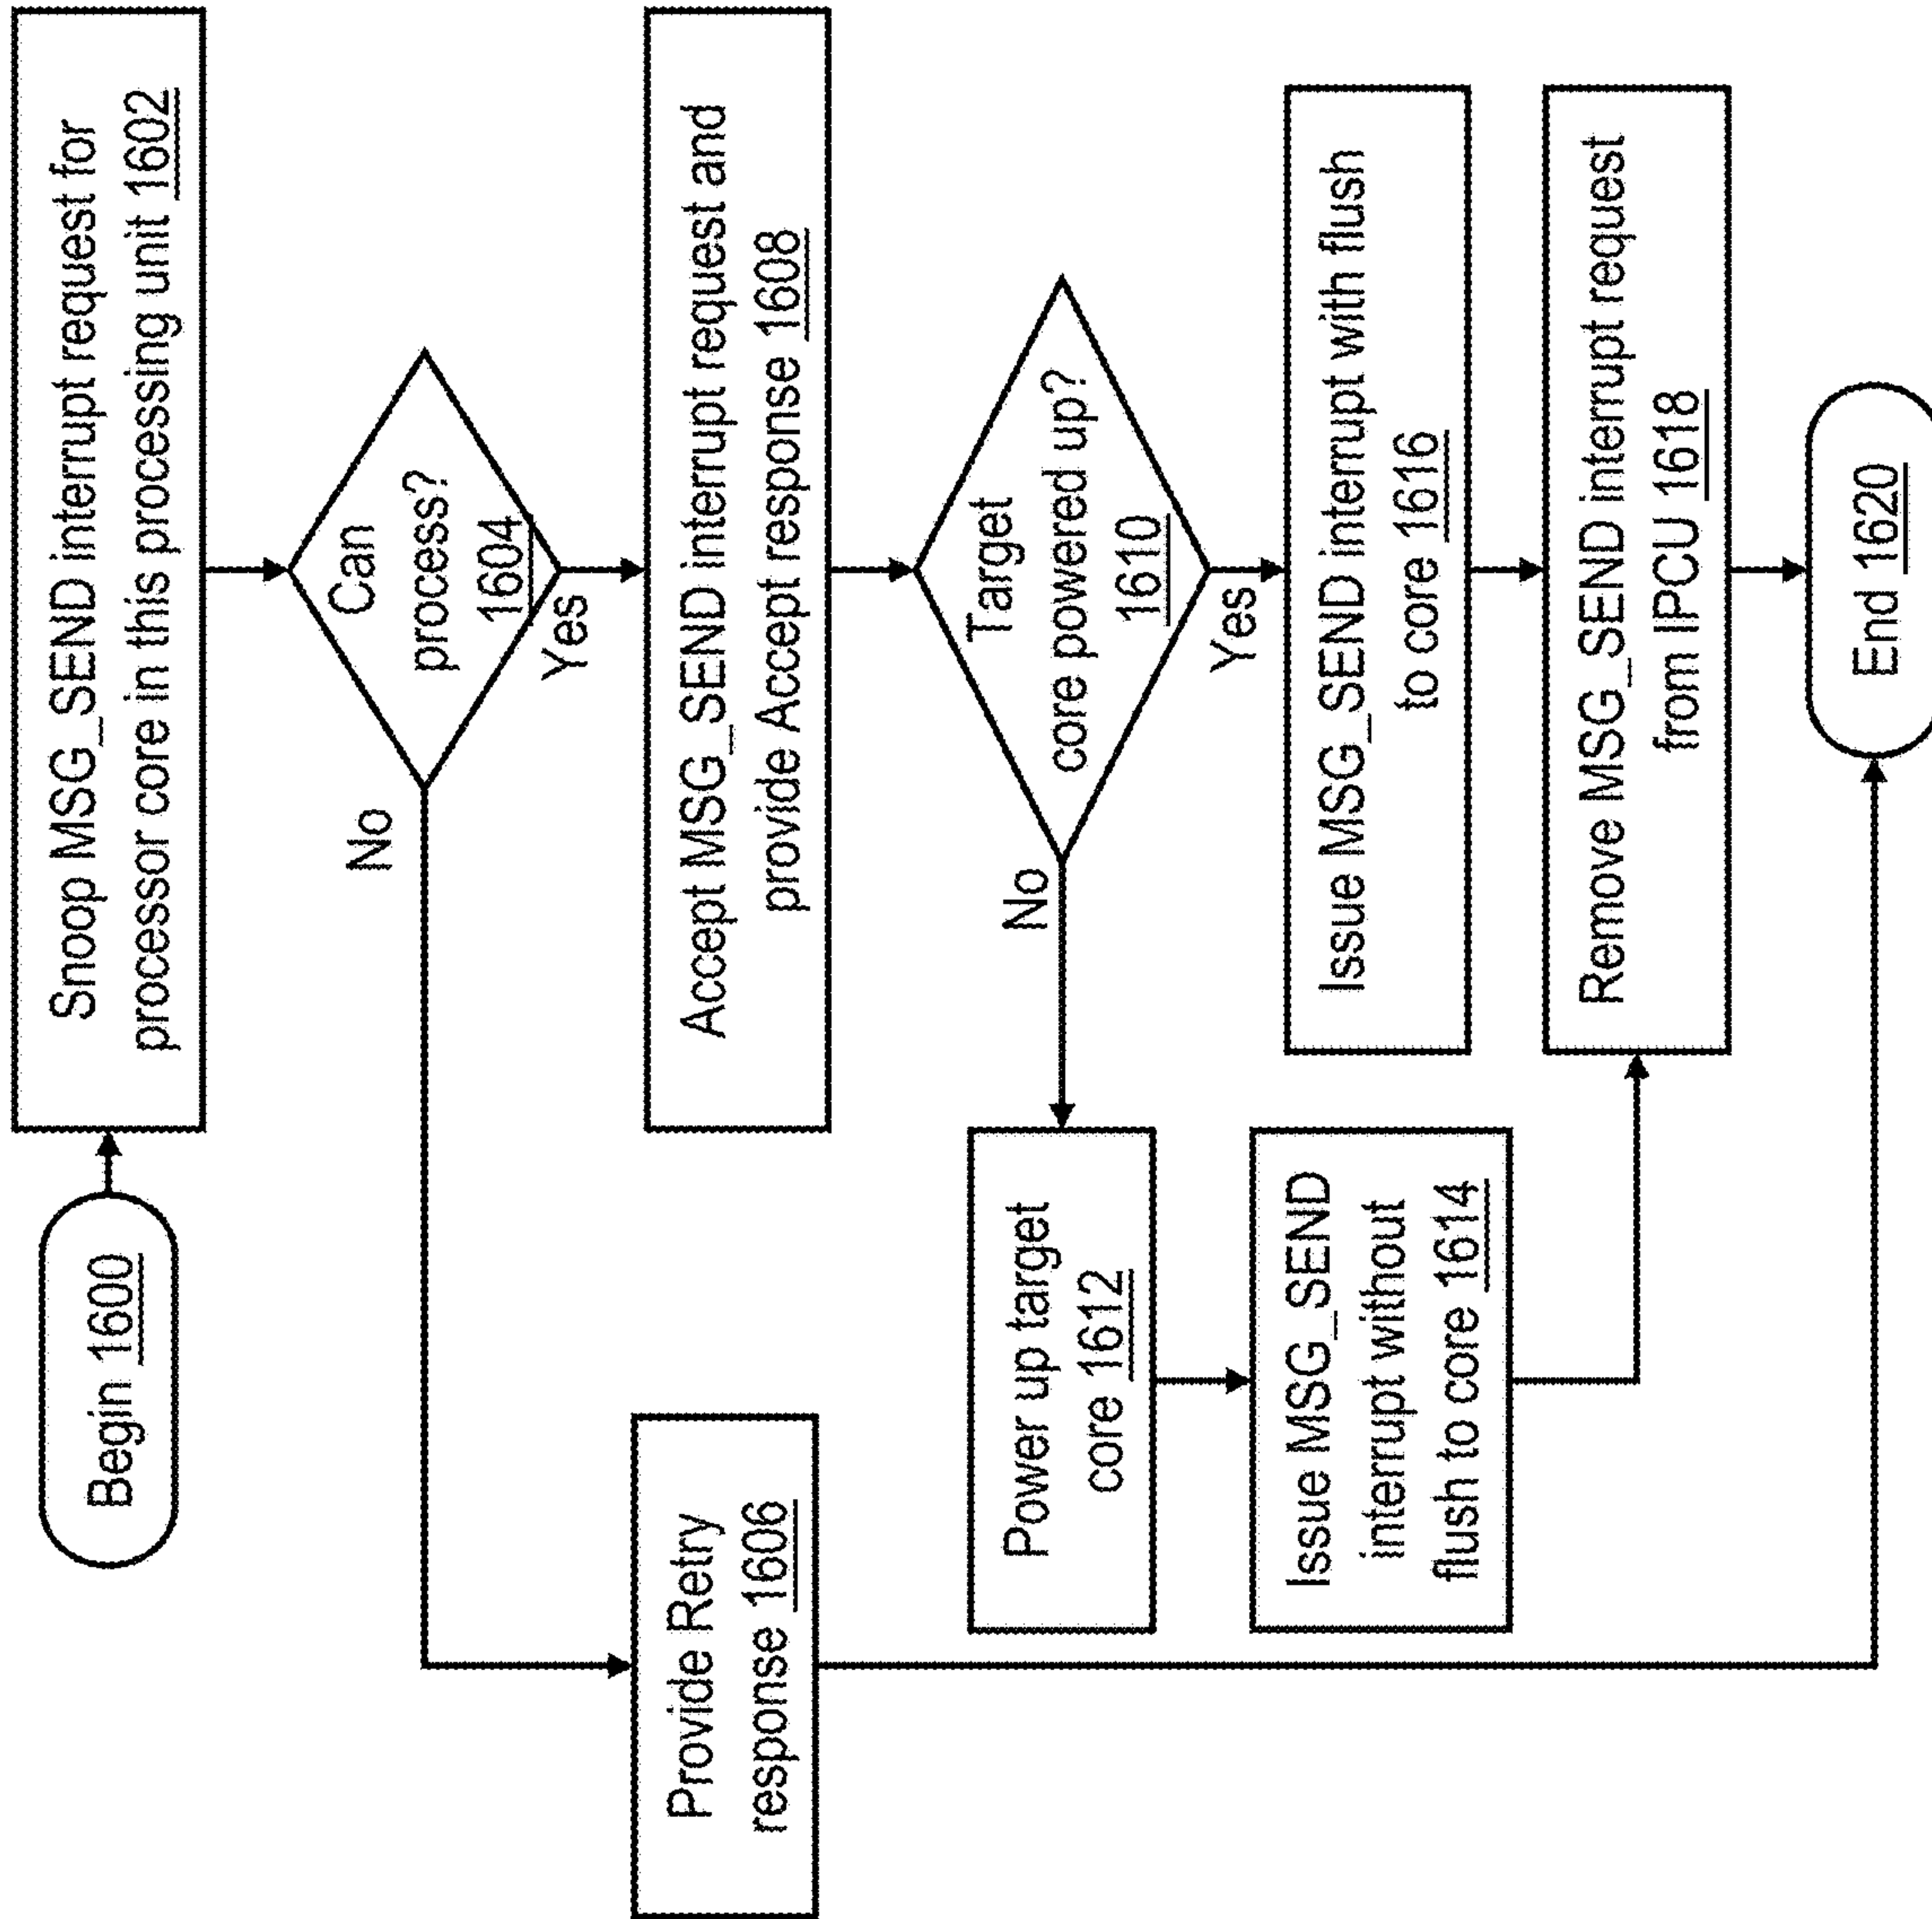 Begin 1600
Snoop MSG_SEND interrupt request for
processor core in this processing unit 1602
Can
process?
1604
No
Yes
Provide Retry
response 1606
Accept MSG_SEND interrupt request and
provide Accept response 1608
Target
core powered up?
1610
No
Yes
Power up target
core 1612
Issue MSG_SEND
interrupt without
flush to core 1614
Issue MSG_SEND interrupt with flush
to core 1616
Remove MSG_SEND interrupt request
from IPCU 1618
End 1620